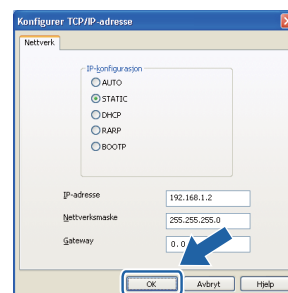 Konfigurer TCP/IP-adresse
Nettverk
IP-konfigurasjon
AUTO
STATIC
DHCP
RARP
BOOTP
IP-adresse 192.168.1.2
Nettverksmaske 255.255.255.0
Gateway 0.0
OK Avbryt Hjelp